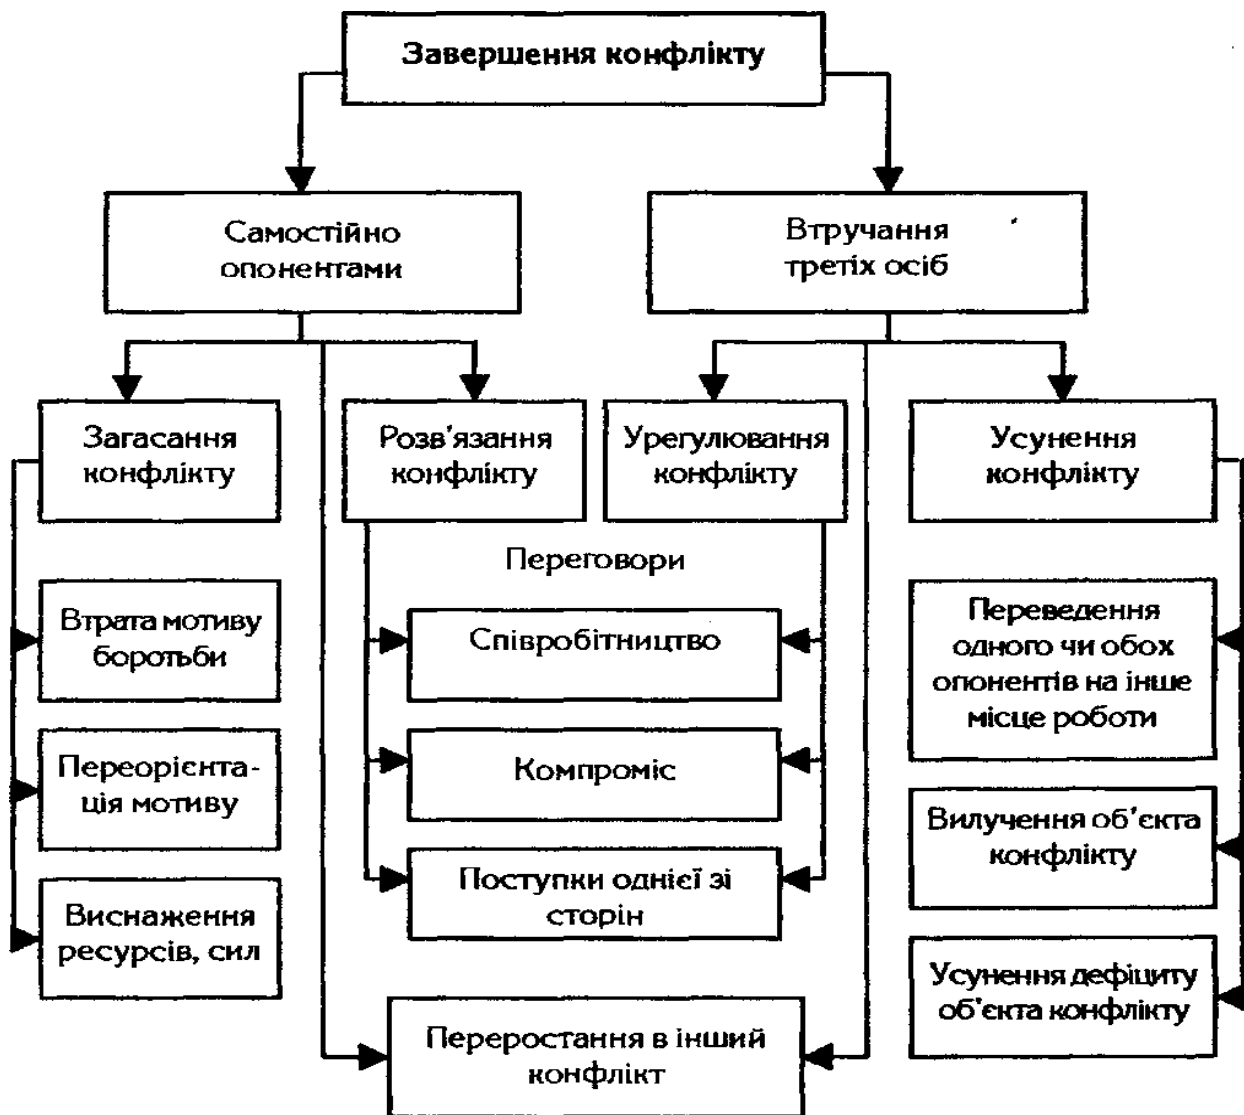 Завершення конфлікту
Самостійно
опонентами
Втручання
третіх осіб
Загасання
конфлікту
Розв'язання
конфлікту
Урегулювання
конфлікту
Усунення
конфлікту
Переговори
Втрата мотиву
боротьби
Співробітництво
Переведення
одного чи обох
опонентів на інше
місце роботи
Переорієнта-
ція мотиву
Компроміс
Вилучення об'єкта
конфлікту
Виснаження
ресурсів, сил
Поступки однієї зі
сторін
Усунення дефіциту
об'єкта конфлікту
Переростання в інший
конфлікт